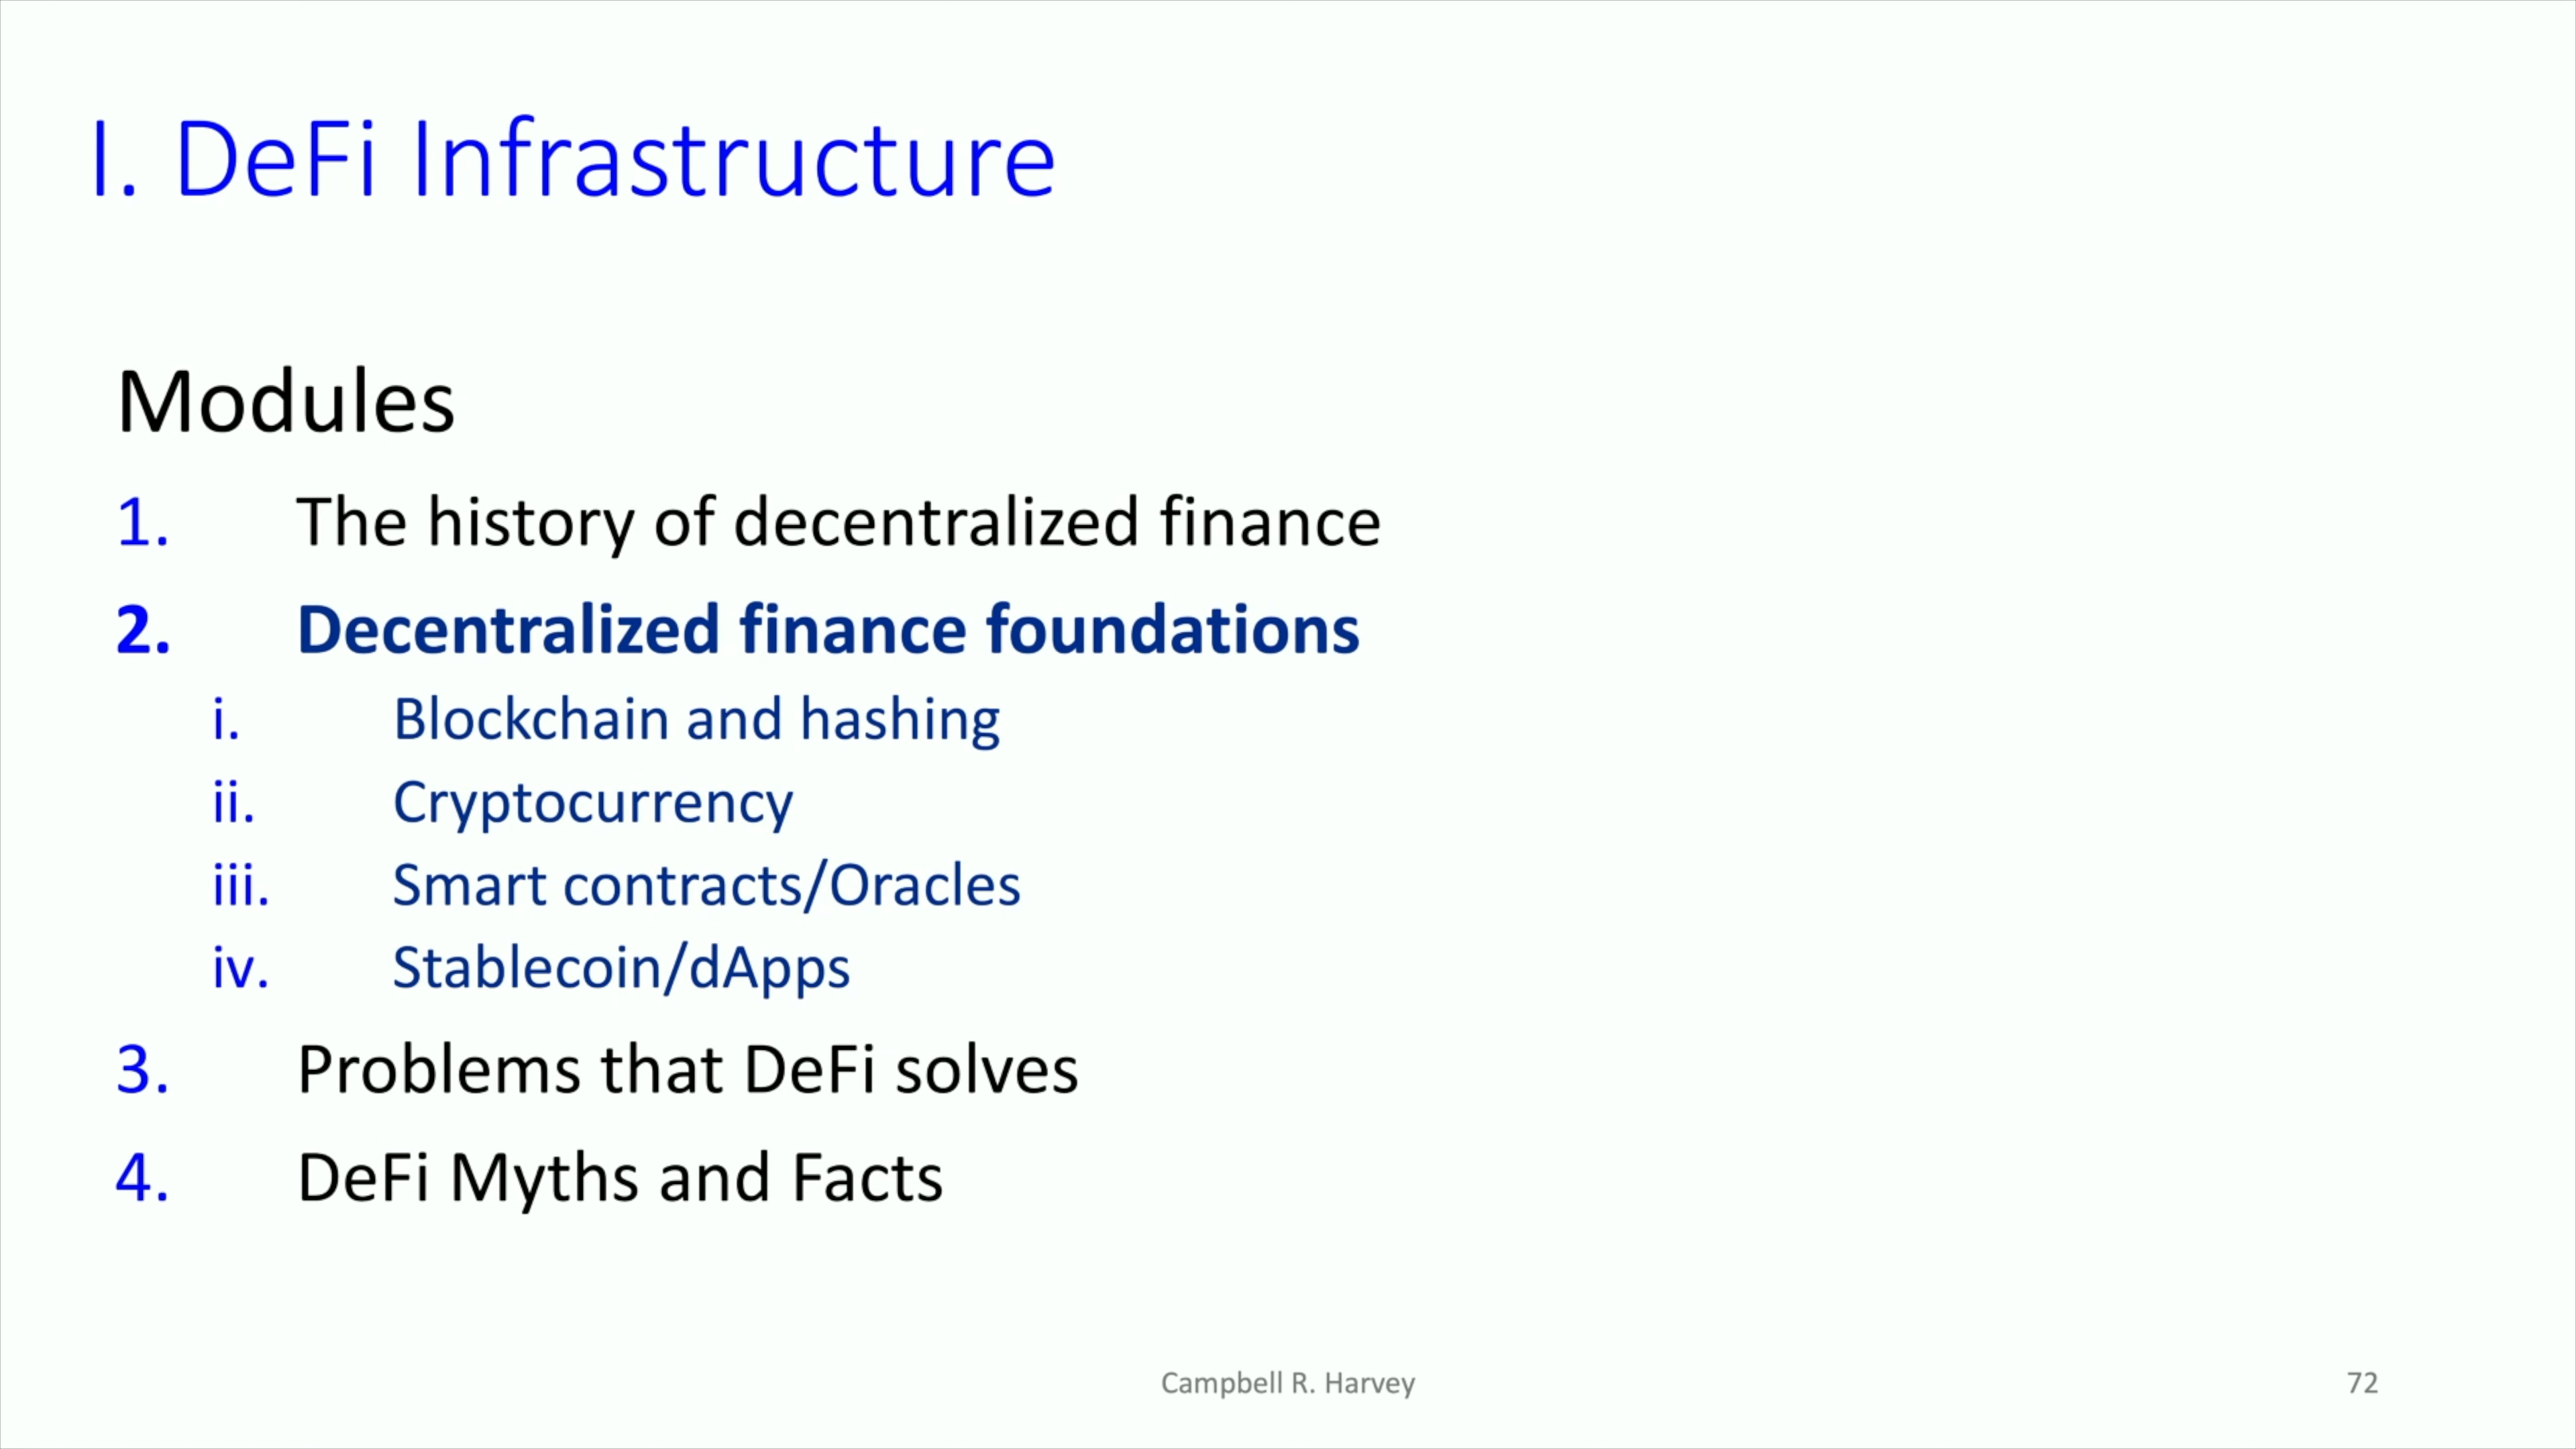 I. DeFi Infrastructure
Modules
1. The history of decentralized finance
2. Decentralized finance foundations
i. Blockchain and hashing
ii. Cryptocurrency
iii. Smart contracts/Oracles
iv. Stablecoin/dApps
3. Problems that DeFi solves
4. DeFi Myths and Facts
Campbell R. Harvey
72